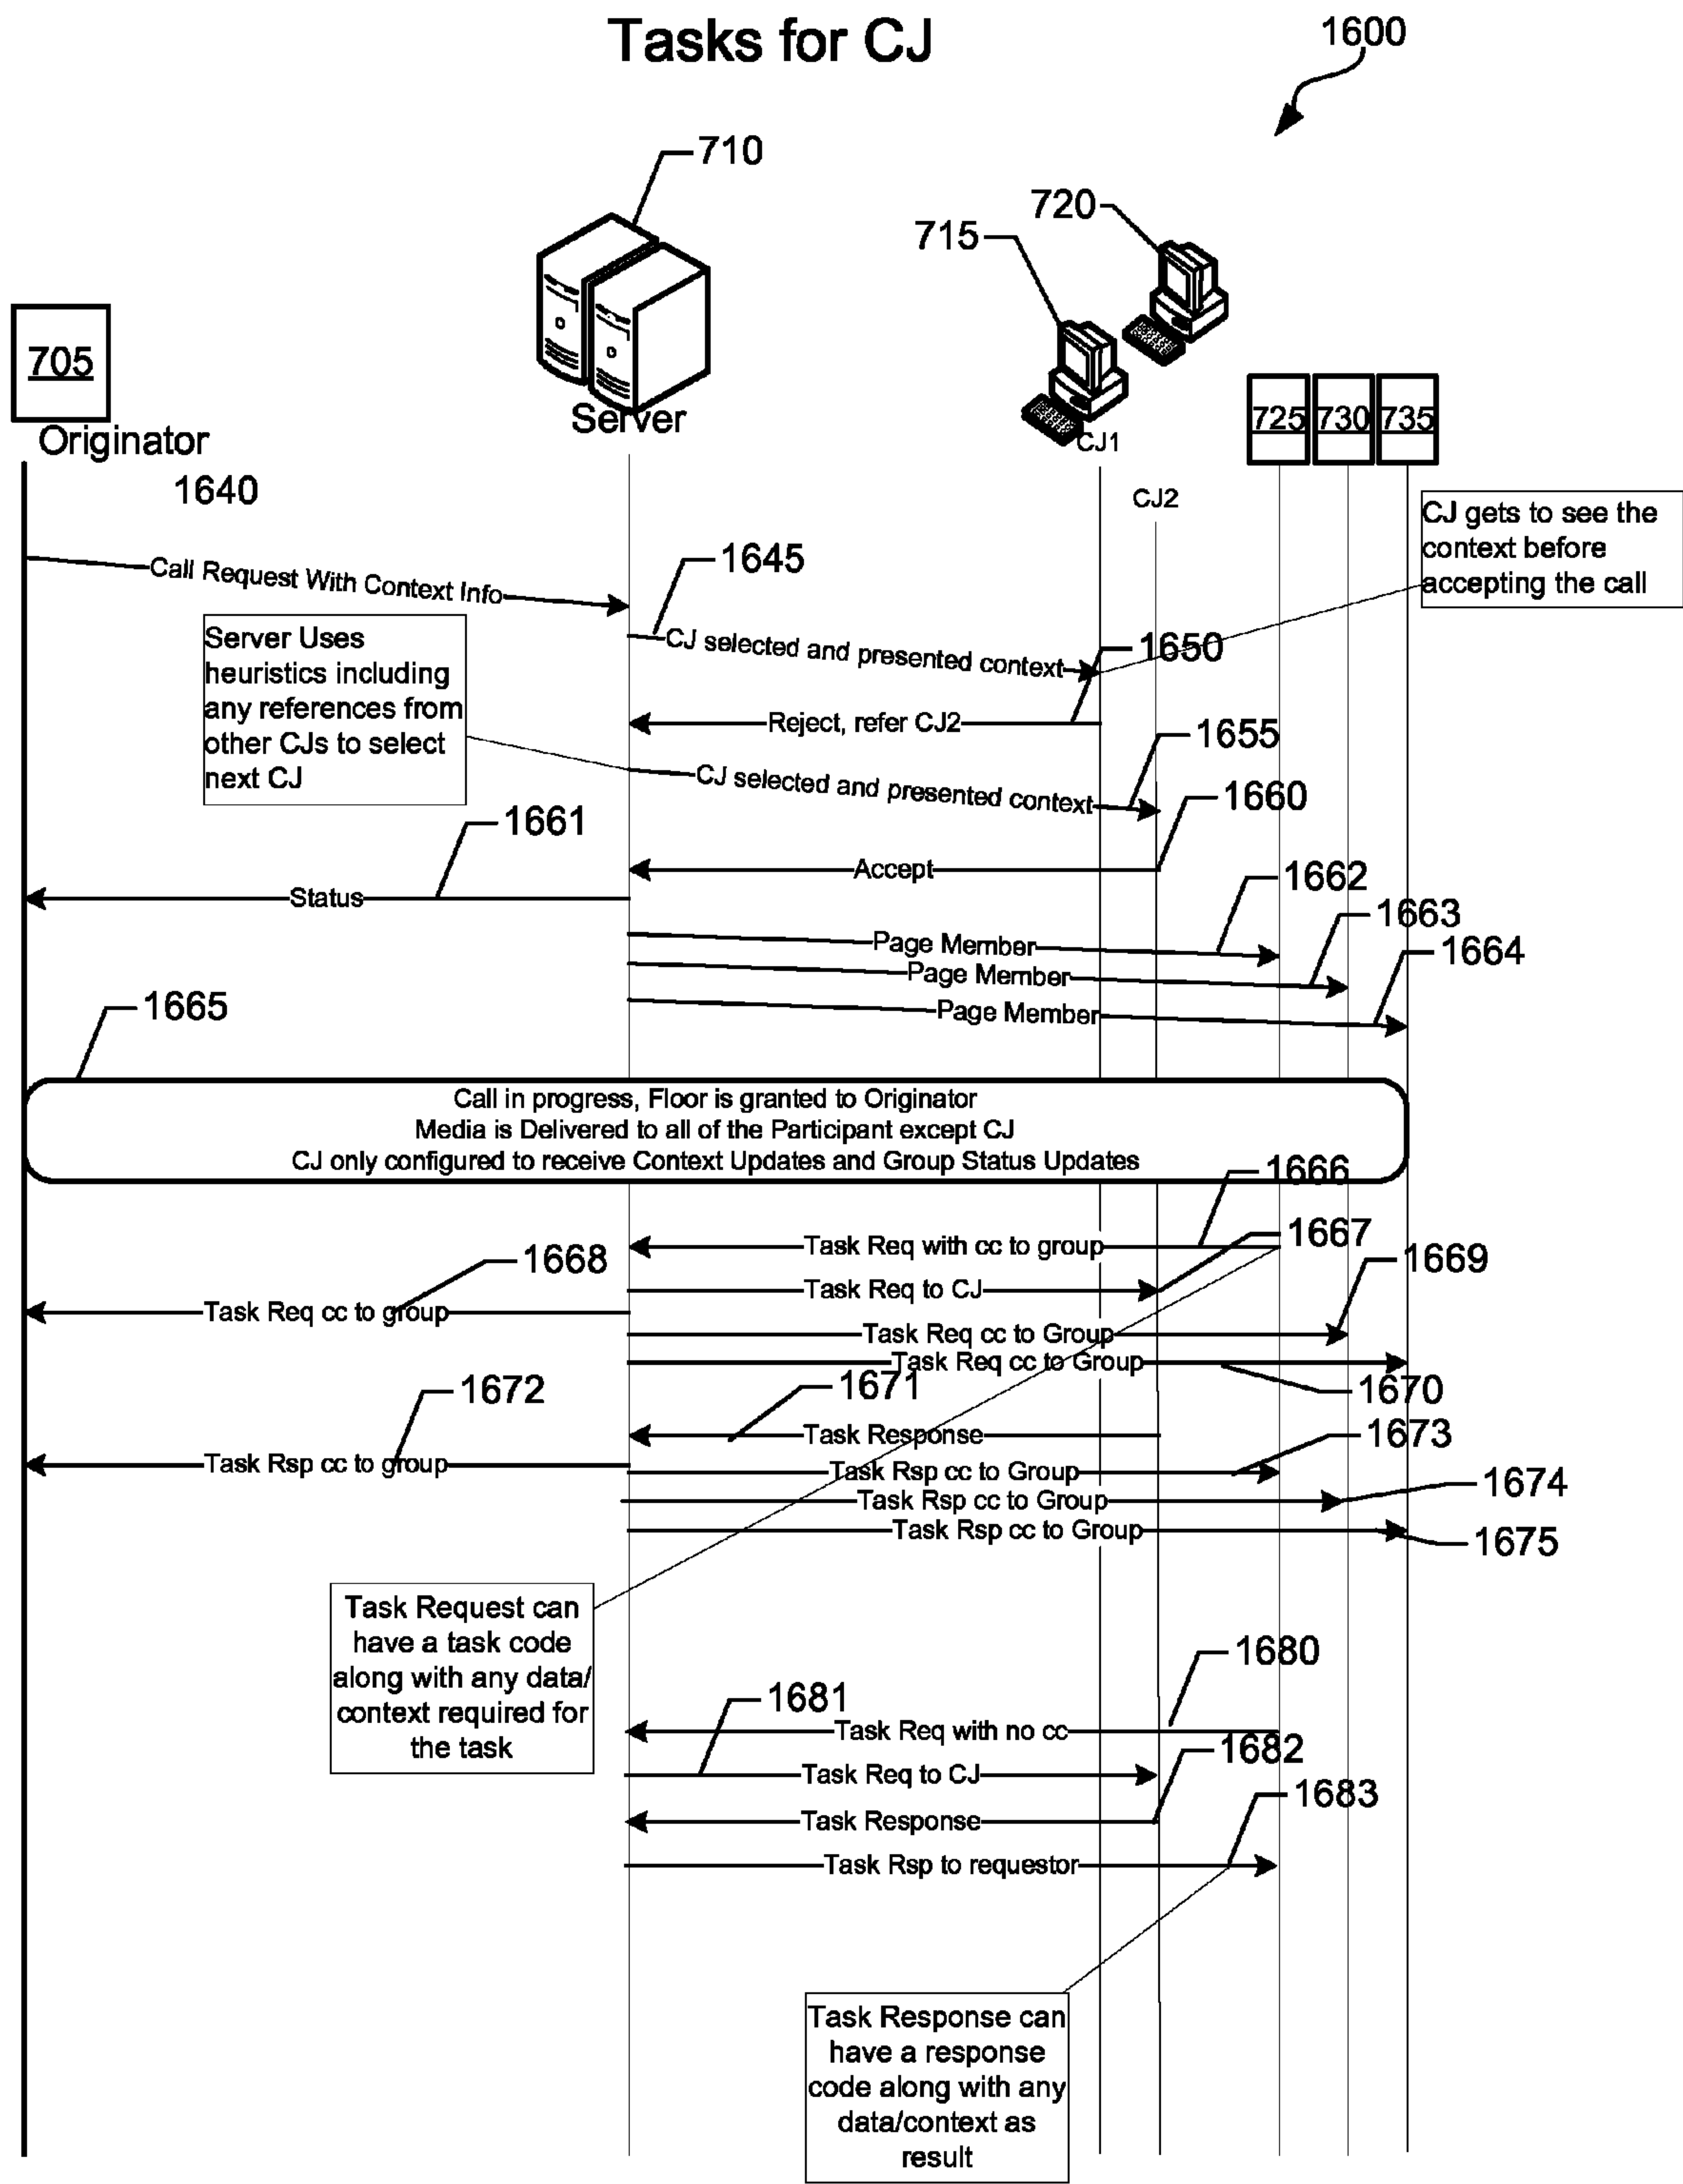 Tasks for CJ
1600
710
720
715
705
Server
725 730 735
Originator
CJ1
1640
CJ2
CJ gets to see the
context before
accepting the call
Call Request With Context Info
1645
Server Uses
heuristics including
any references from
other CJs to select
next CJ
CJ selected and presented context
1650
Reject, refer CJ2
1655
CJ selected and presented context
1660
1661
Accept
1662
Status
1663
Page Member
1664
Page Member
1665
Page Member
Call in progress, Floor is granted to Originator
Media is Delivered to all of the Participant except CJ
CJ only configured to receive Context Updates and Group Status Updates
1666
1667
Task Req with cc to group
1668
1669
Task Req to CJ
Task Req cc to group
Task Req cc to Group
Task Req cc to Group
1670
1671
1672
Task Response
1673
Task Rsp cc to group
Task Rsp cc to Group
1674
Task Rsp cc to Group
Task Rsp cc to Group
1675
Task Request can
have a task code
along with any data/
context required for
the task
1680
1681
Task Req with no cc
1682
Task Req to CJ
1683
Task Response
Task Rsp to requestor
Task Response can
have a response
code along with any
data/context as
result